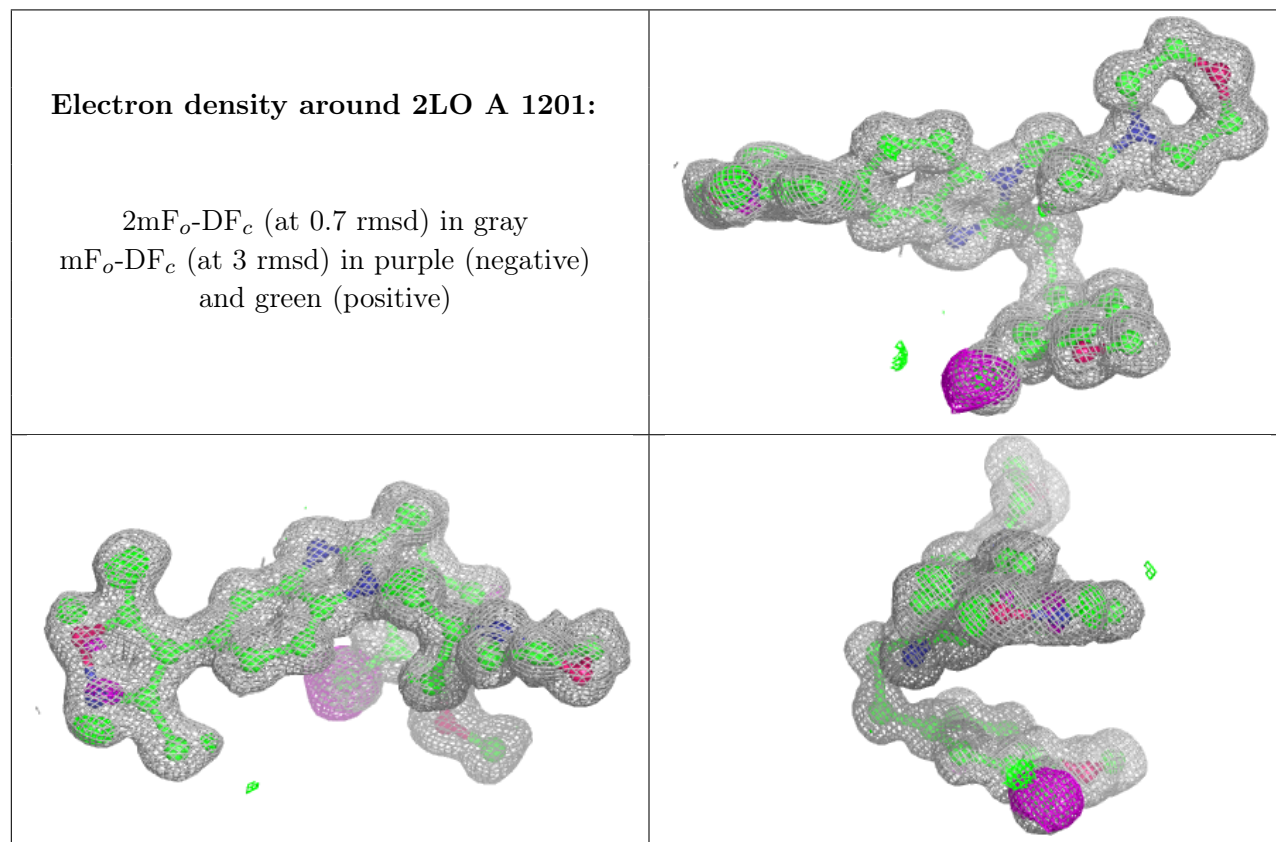 Electron density around 2LO A 1201:
2mFo-DFc (at 0.7 rmsd) in gray
mFo-DFc (at 3 rmsd) in purple (negative)
and green (positive)